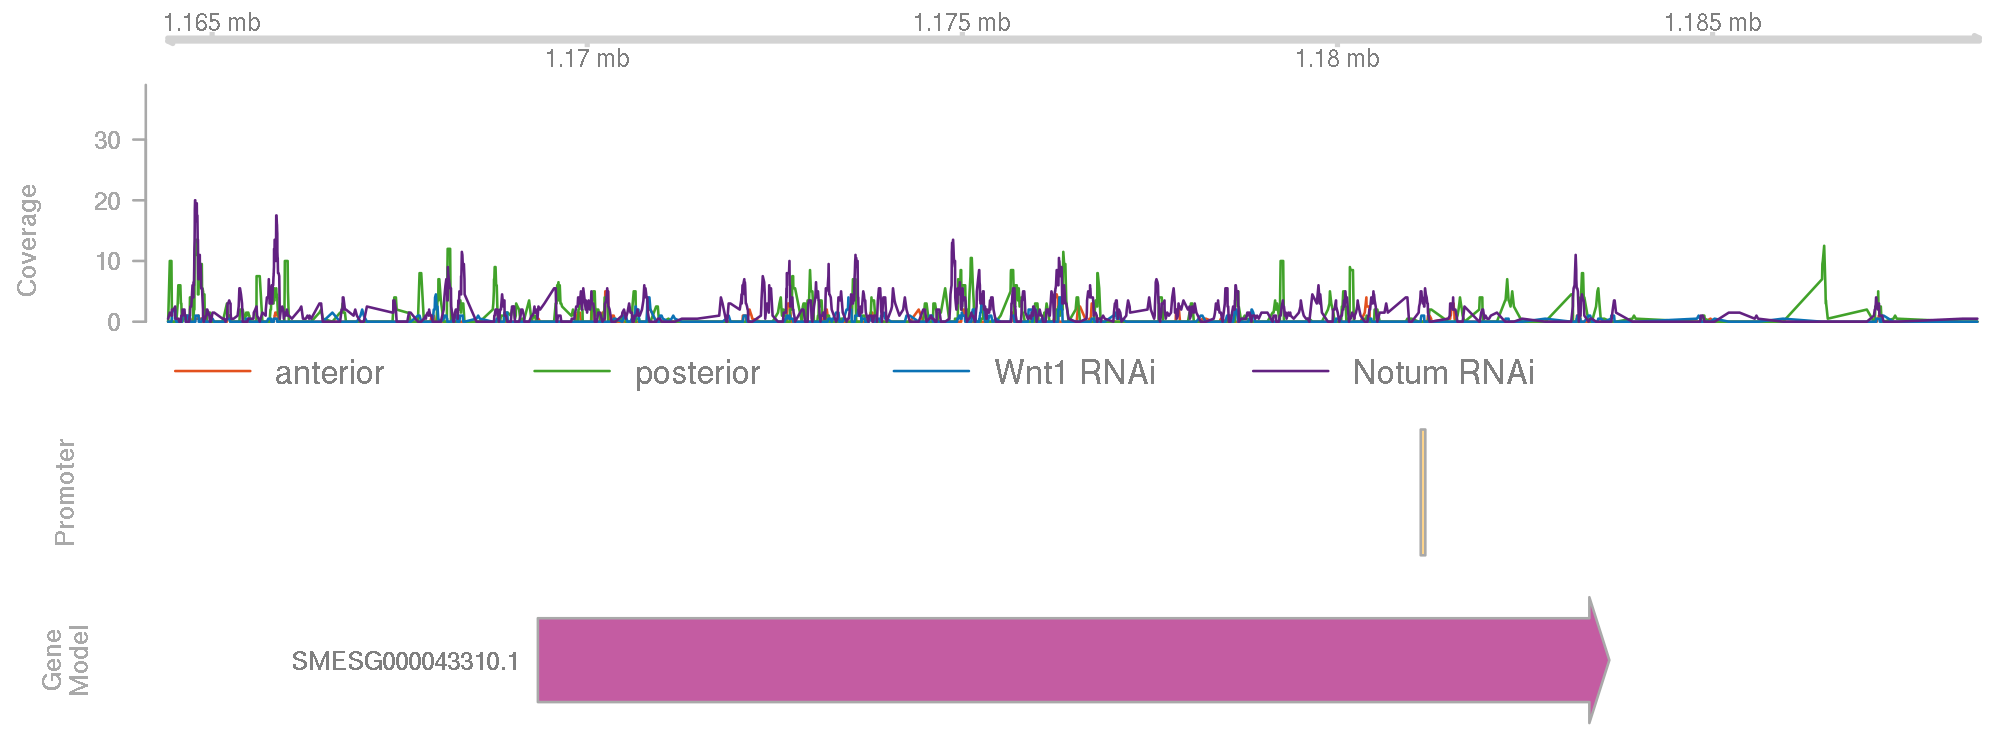 1.165 mb 1.175 mb 1.185 mb
1.17 mb 1.18 mb
Coverage
30
20
10
0
anterior posterior Wnt1 RNAi Notum RNAi
Promoter
Gene
Model
SMESG000043310.1